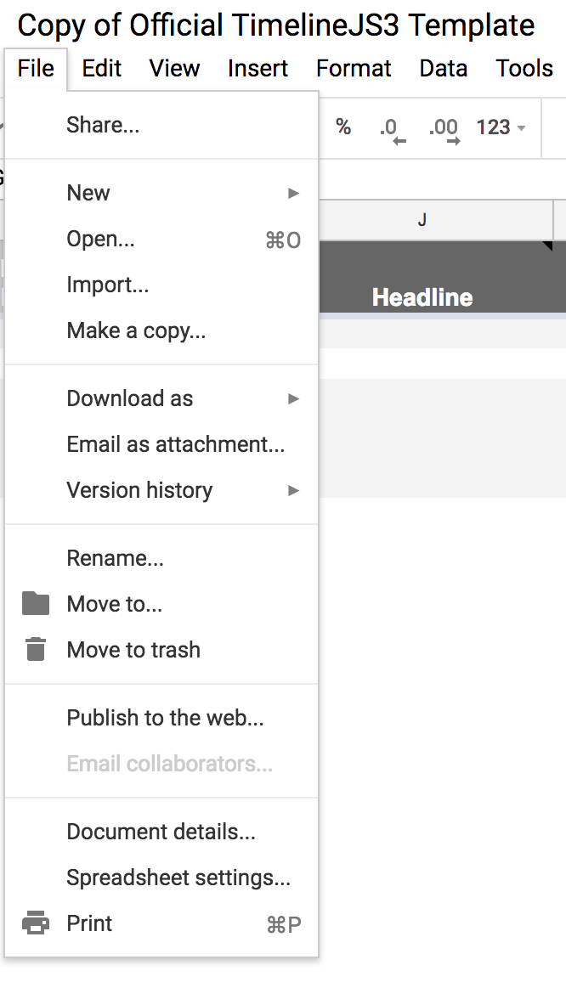 Copy of Official TimelineJS3 Template
File Edit View Insert Format Data Tools
% .0 .00 123
Share...
New
Open... ⌘O
J
Import...
Headline
Make a copy...
Download as
Email as attachment...
Version history
Rename...
Move to...
Move to trash
Publish to the web...
Email collaborators...
Document details...
Spreadsheet settings...
Print ⌘P